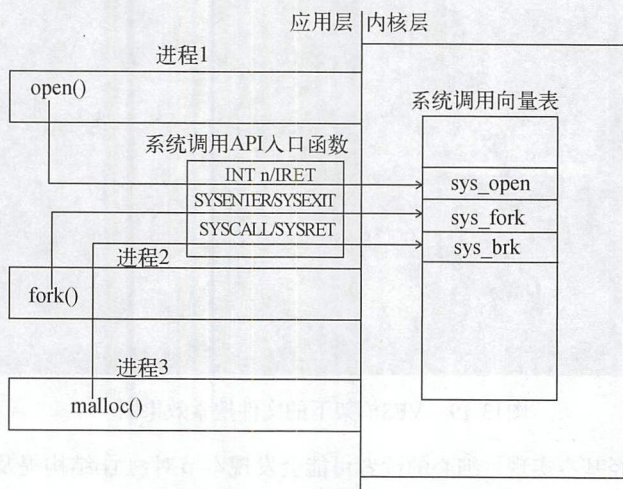 应用层 内核层
进程1
open()
系统调用向量表
系统调用API入口函数
INT n/IRET
sys_open
SYSENTER/SYSEXIT
sys_fork
SYSCALL/SYSRET
sys_brk
进程2
fork()
进程3
malloc()